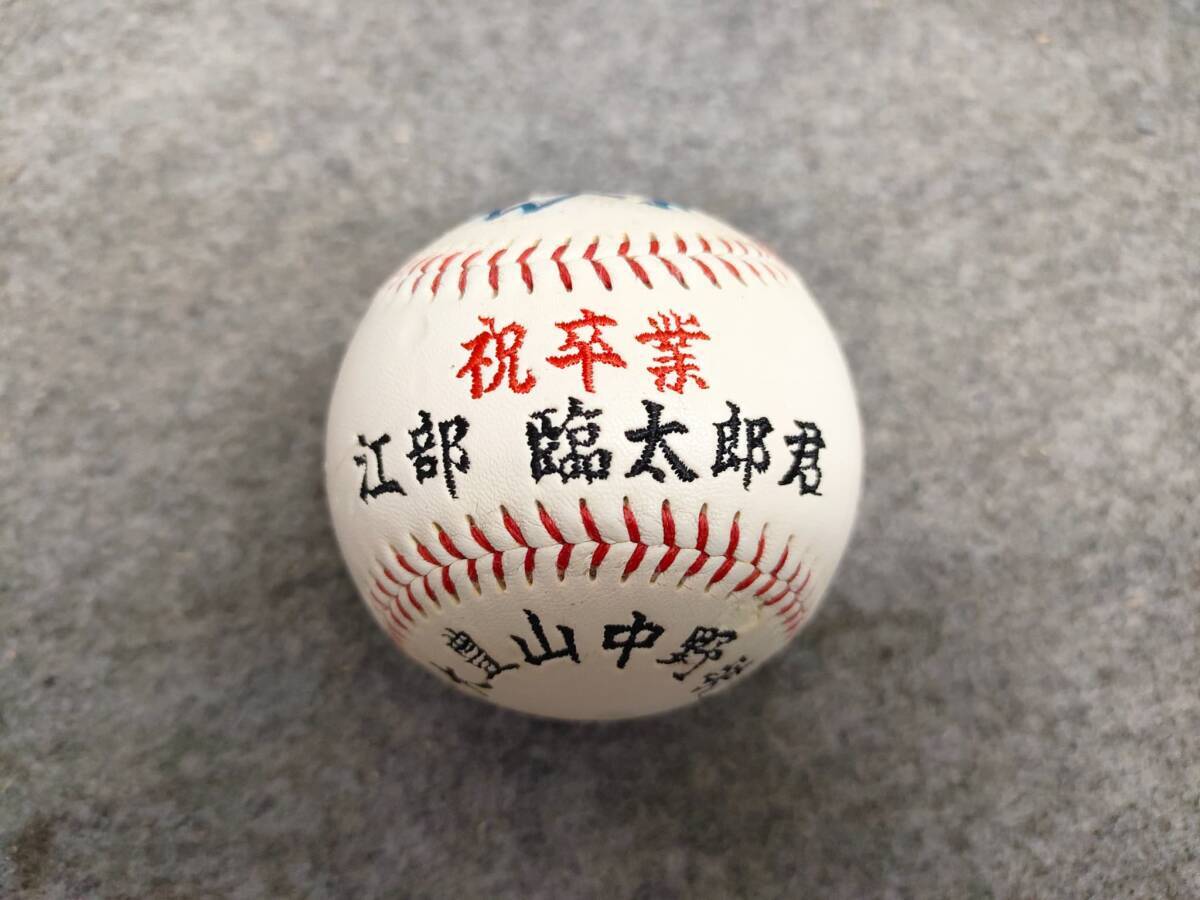 祝卒業
江部 臨太郎君
山中野